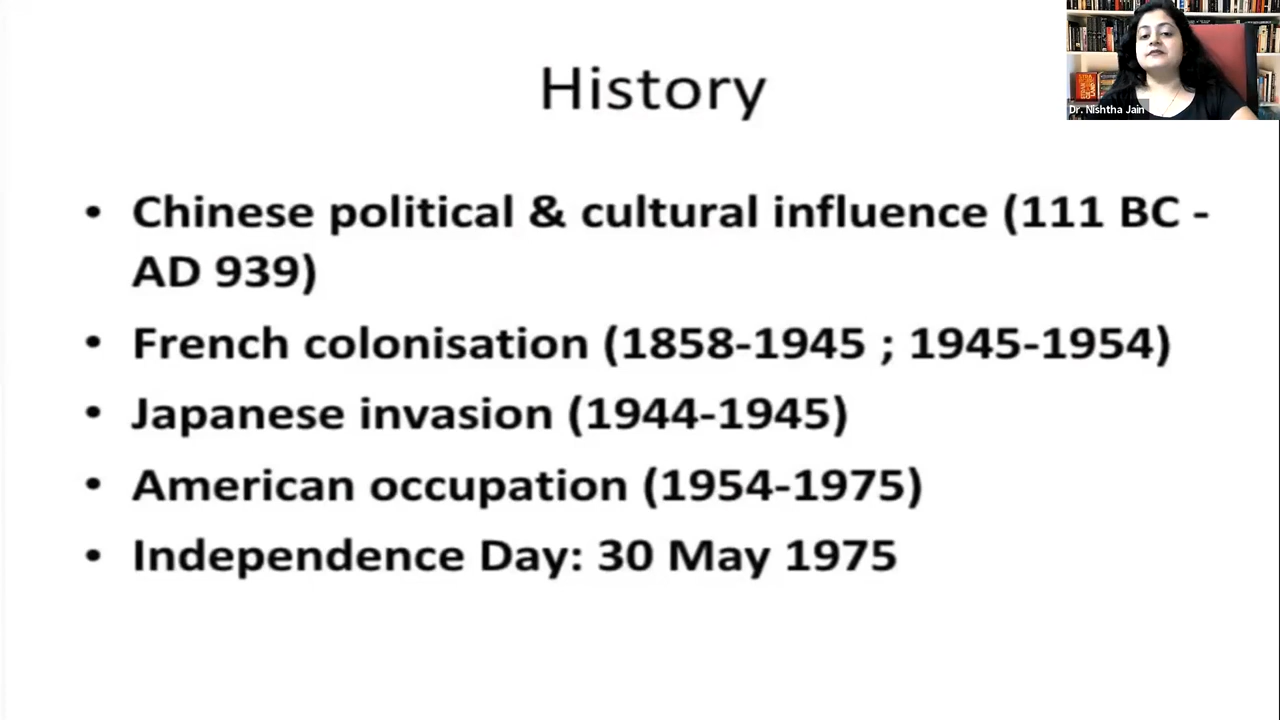 History
Dr. Nishtha Jain
• Chinese political & cultural influence (111 BC -
AD 939)
• French colonisation (1858-1945 ; 1945-1954)
• Japanese invasion (1944-1945)
• American occupation (1954-1975)
• Independence Day: 30 May 1975